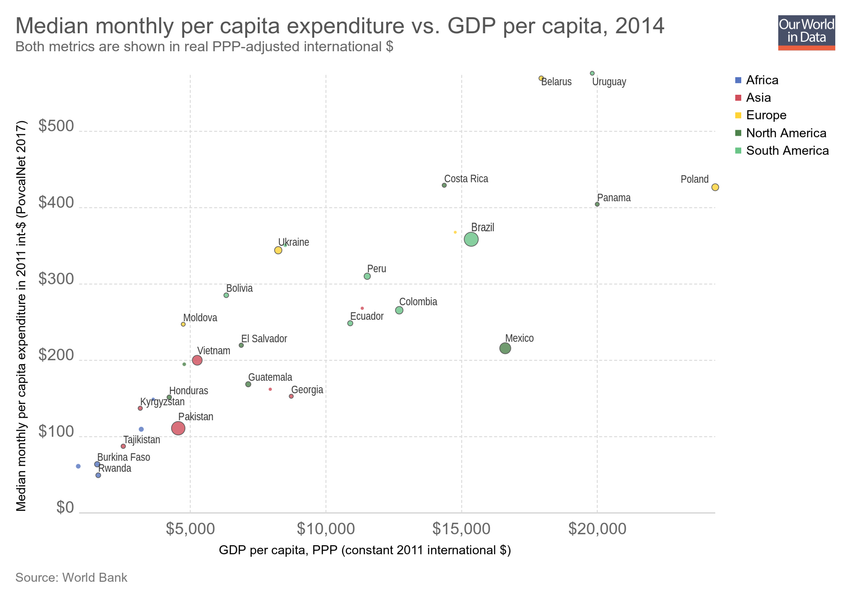 Median monthly per capita expenditure vs. GDP per capita, 2014
Both metrics are shown in real PPP-adjusted international $
Our World
in Data
Africa
Asia
Europe
North America
South America
Median monthly per capita expenditure in 2011 int-$ (PovcalNet 2017)
$500
$400
$300
$200
$100
$0
Belarus
Uruguay
Costa Rica
Poland
Panama
Brazil
Ukraine
Peru
Bolivia
Colombia
Ecuador
Moldova
El Salvador
Mexico
Vietnam
Guatemala
Georgia
Honduras
Kyrgyzstan
Pakistan
Tajikistan
Burkina Faso
Rwanda
$5,000
$10,000
$15,000
$20,000
GDP per capita, PPP (constant 2011 international $)
Source: World Bank